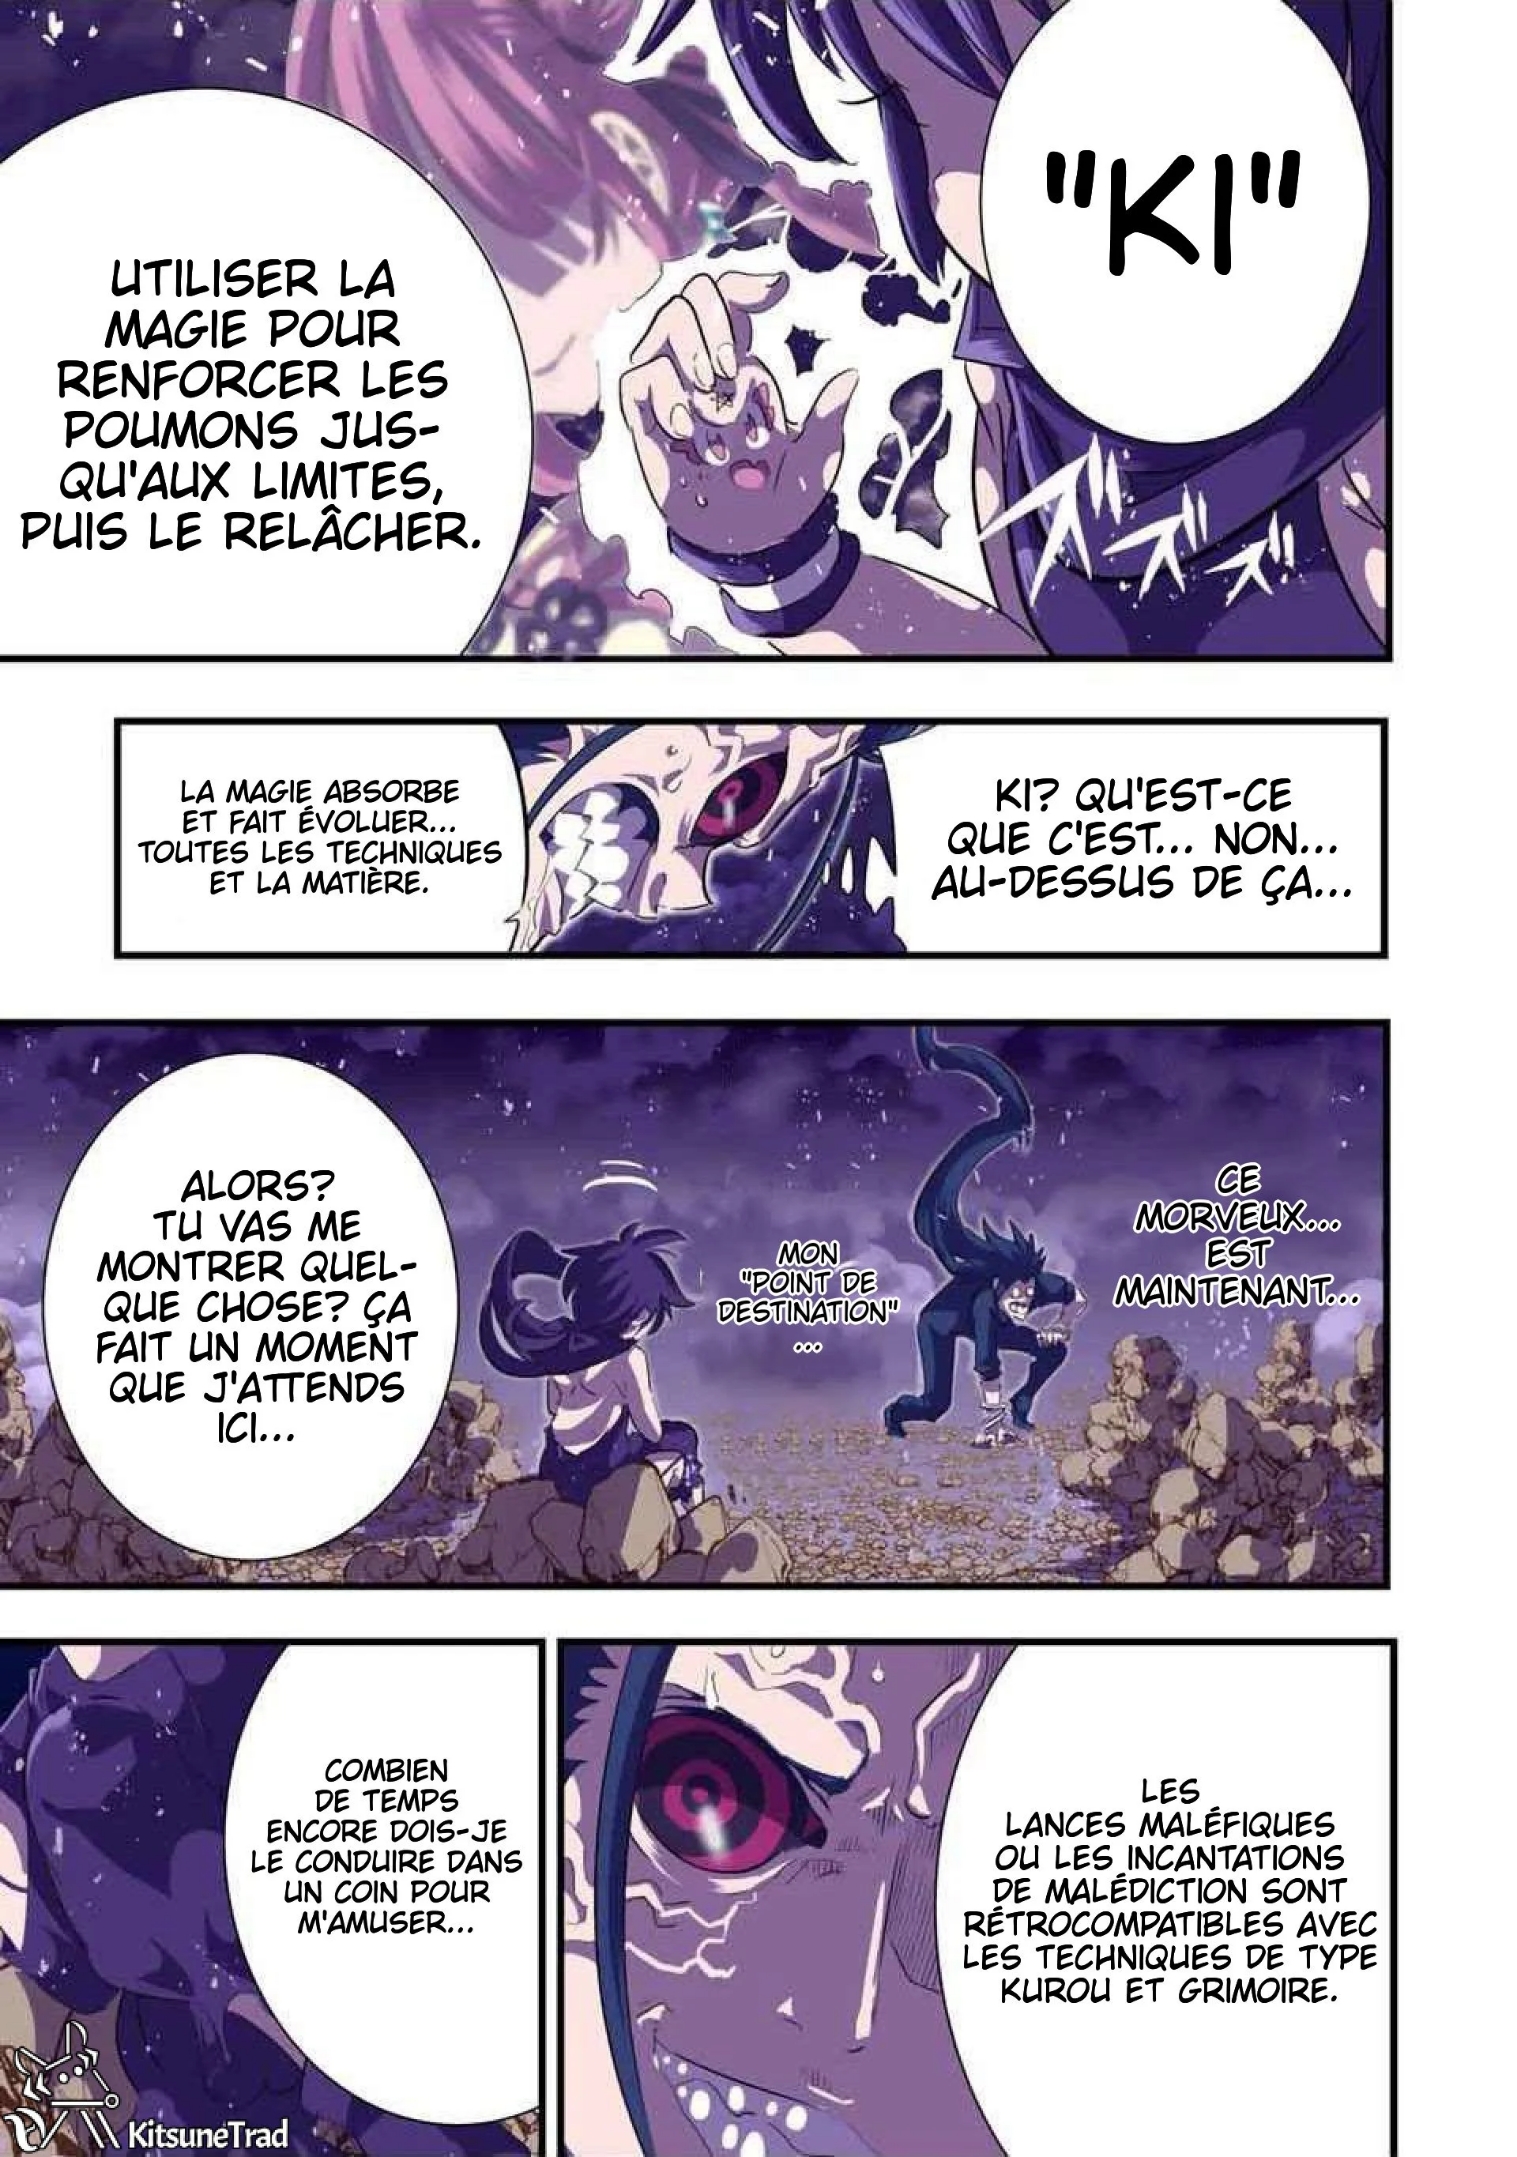 "KI"
UTILISER LA
MAGIE POUR
RENFORCER LES
POUMONS JUS-
QU'AUX LIMITES,
PUIS LE RELÂCHER.
ズズズ
KI? QU'EST-CE
QUE C'EST... NON...
AU-DESSUS DE ÇA...
LA MAGIE ABSORBE
ET FAIT ÉVOLUER...
TOUTES LES TECHNIQUES
ET LA MATIÈRE.
CE
MORVEUX...
EST
MAINTENANT...
MON
"POINT DE
DESTINATION"
...
ALORS?
TU VAS ME
MONTRER QUEL-
QUE CHOSE? ÇA
FAIT UN MOMENT
QUE J'ATTENDS
ICI...
LES
LANCES MALÉFIQUES
OU LES INCANTATIONS
DE MALÉDICTION SONT
RÉTROCOMPATIBLES AVEC
LES TECHNIQUES DE TYPE
KUROU ET GRIMOIRE.
COMBIEN
DE TEMPS
ENCORE DOIS-JE
LE CONDUIRE DANS
UN COIN POUR
M'AMUSER...
KitsuneTrad